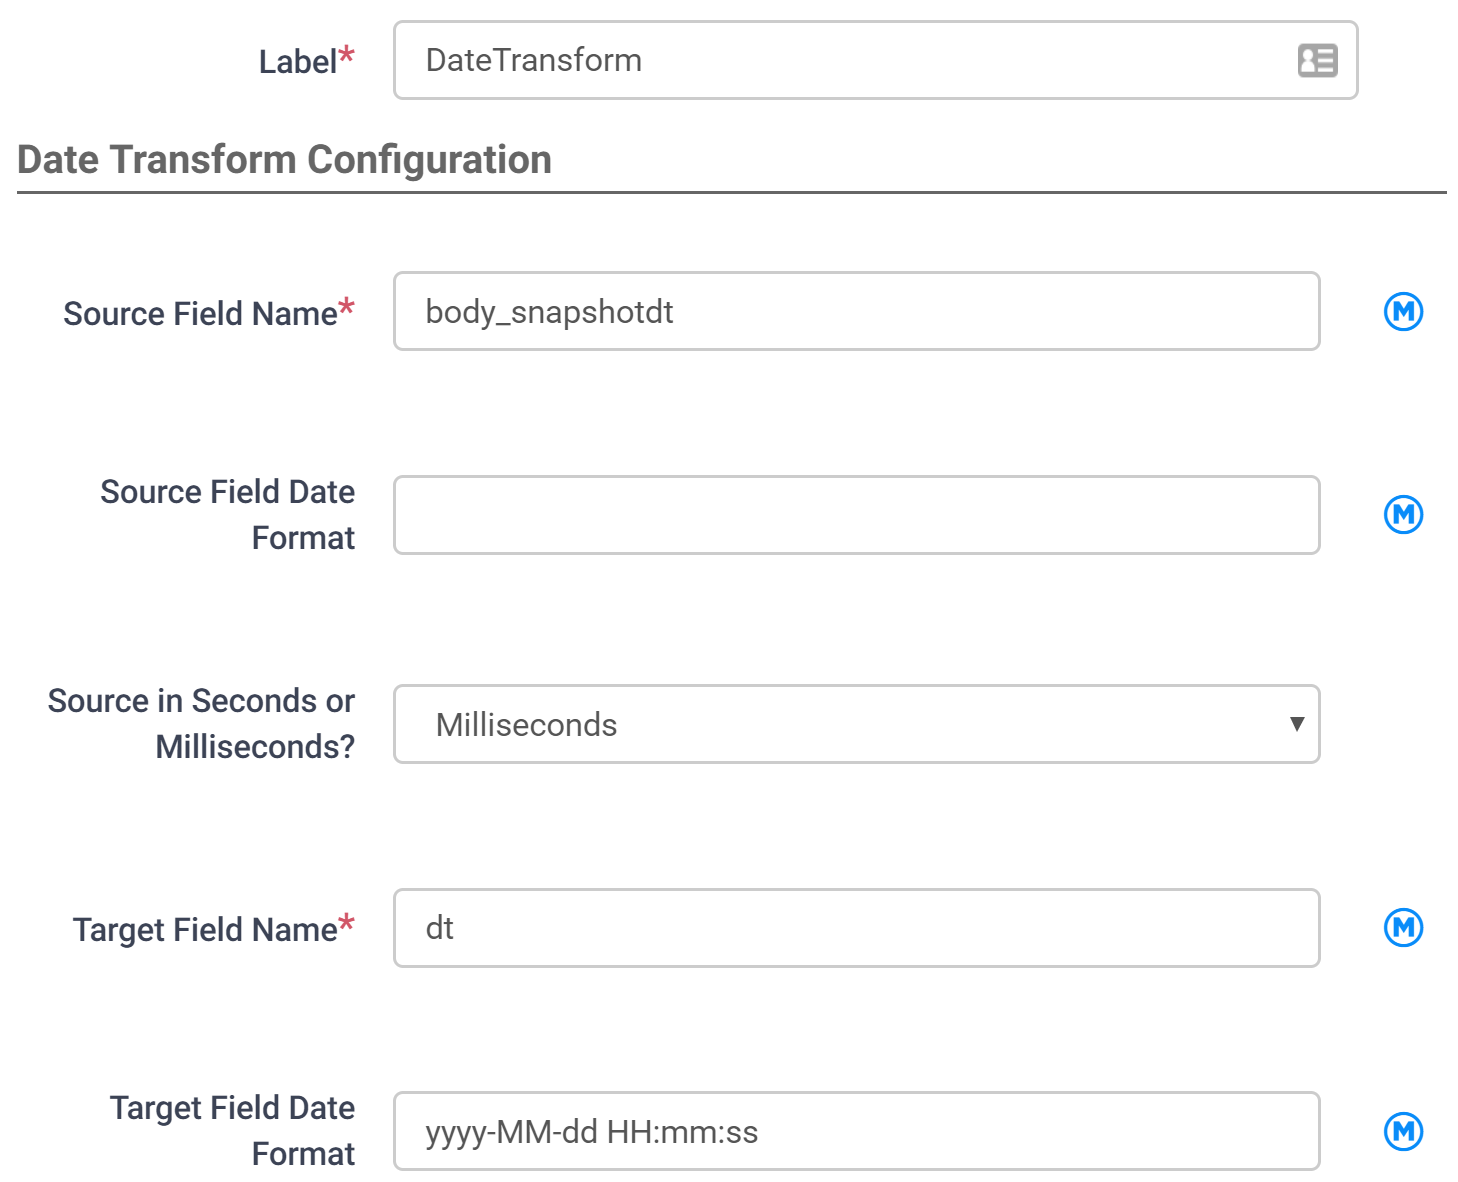 Label* DateTransform
Date Transform Configuration
Source Field Name* body_snapshotdt M
Source Field Date
Format
M
Source in Seconds or
Milliseconds?
Milliseconds ▼
Target Field Name* dt M
Target Field Date
Format
yyyy-MM-dd HH:mm:ss M